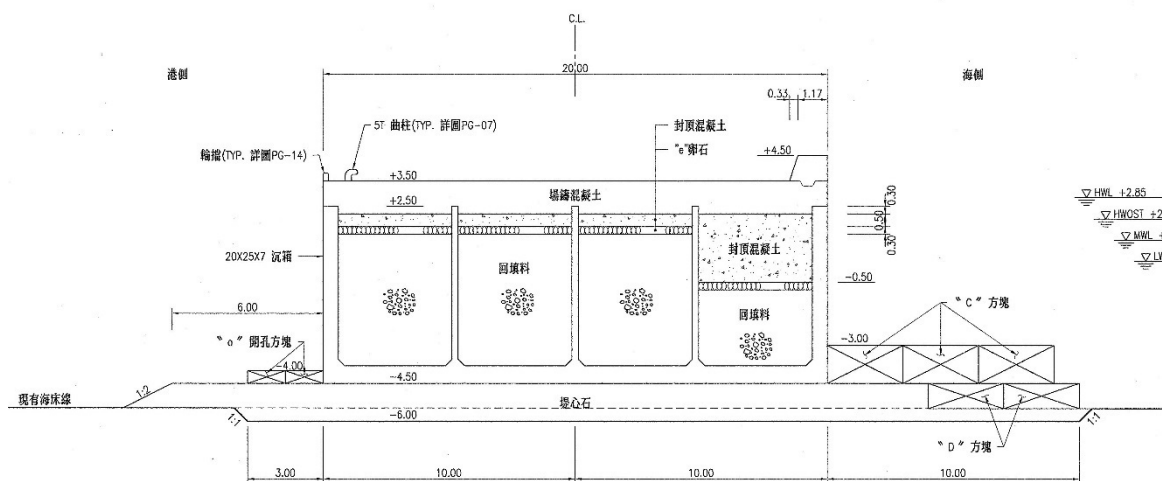 C.L.
港側
20.00
海側
0.33
1.17
5T 曲柱(TYP. 詳圖PG-07)
封頂混凝土
"e"卵石
輪擋(TYP. 詳圖PG-14)
+4.50
+3.50
場鑄混凝土
+2.50
0.30
0.50
0.30
HWL +2.85
HWOST +2
MWL +
LW
20X25X7 沉箱
回填料
封頂混凝土
-0.50
回填料
6.00
"C" 方塊
"o" 開孔方塊
-3.00
-4.00
-4.50
1:2
現有海床線
堤心石
1:1
-6.00
1:1
"D" 方塊
3.00
10.00
10.00
10.00